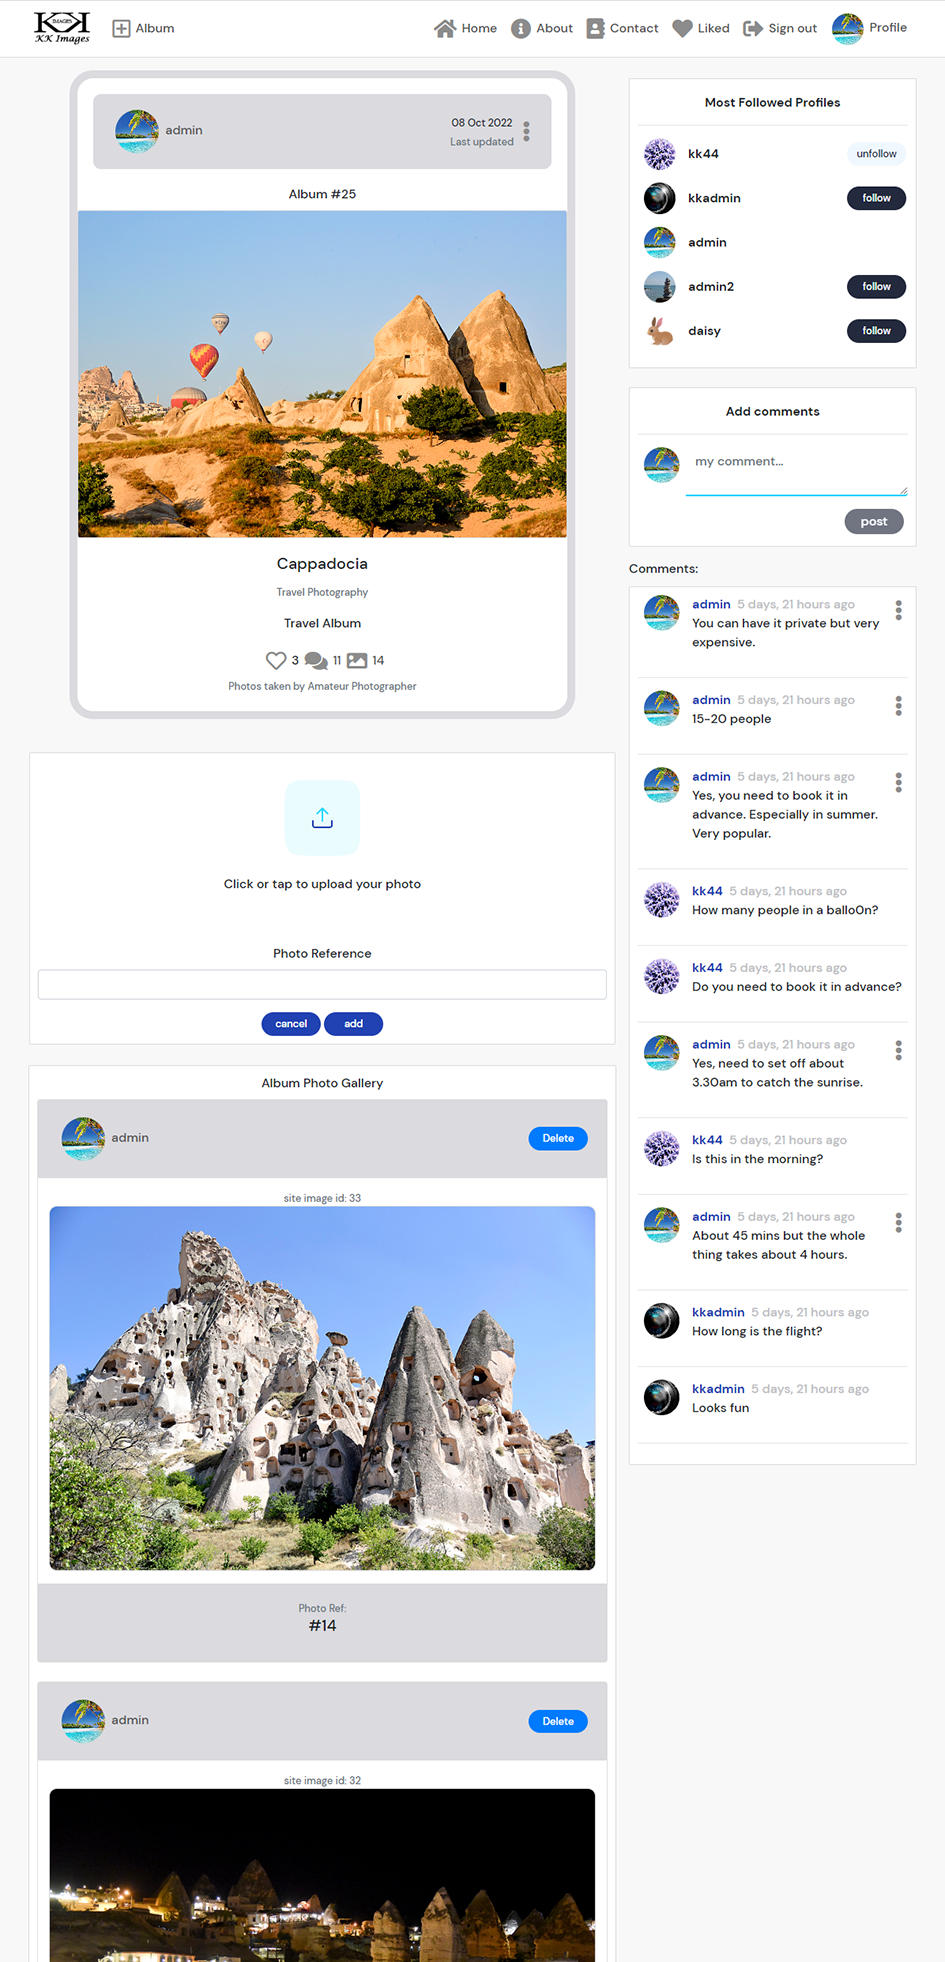 KK
IMAGES
KK Images
Album
Home
About
Contact
Liked
Sign out
Profile
admin
08 Oct 2022
Last updated
Album #25
Cappadocia
Travel Photography
Travel Album
3
11
14
Photos taken by Amateur Photographer
Click or tap to upload your photo
Photo Reference
cancel
add
Album Photo Gallery
admin
Delete
site image id: 33
Photo Ref:
#14
admin
Delete
site image id: 32
Most Followed Profiles
kk44
unfollow
kkadmin
follow
admin
admin2
follow
daisy
follow
Add comments
my comment...
post
Comments:
admin 5 days, 21 hours ago
You can have it private but very
expensive.
admin 5 days, 21 hours ago
15-20 people
admin 5 days, 21 hours ago
Yes, you need to book it in
advance. Especially in summer.
Very popular.
kk44 5 days, 21 hours ago
How many people in a ballo0n?
kk44 5 days, 21 hours ago
Do you need to book it in advance?
admin 5 days, 21 hours ago
Yes, need to set off about
3.30am to catch the sunrise.
kk44 5 days, 21 hours ago
Is this in the morning?
admin 5 days, 21 hours ago
About 45 mins but the whole
thing takes about 4 hours.
kkadmin 5 days, 21 hours ago
How long is the flight?
kkadmin 5 days, 21 hours ago
Looks fun